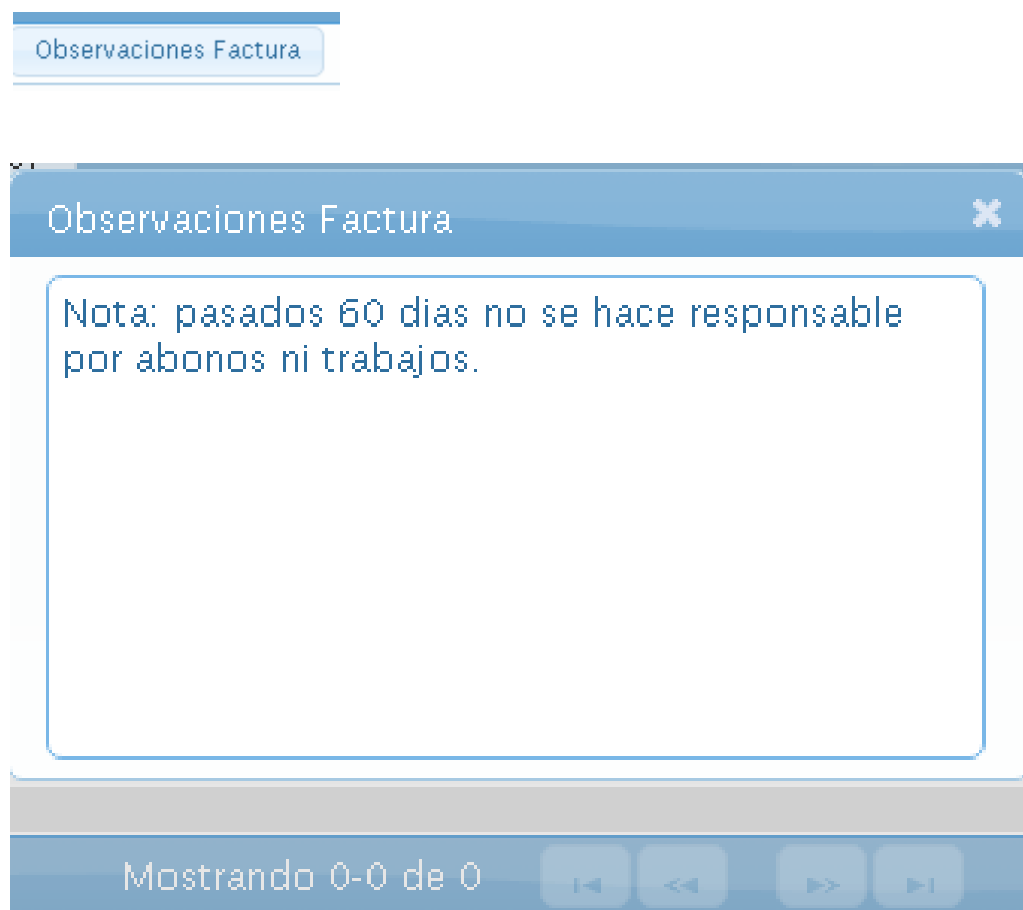 Observaciones Factura
Observaciones Factura
Nota: pasados 60 dias no se hace responsable
por abonos ni trabajos.
Mostrando 0-0 de 0